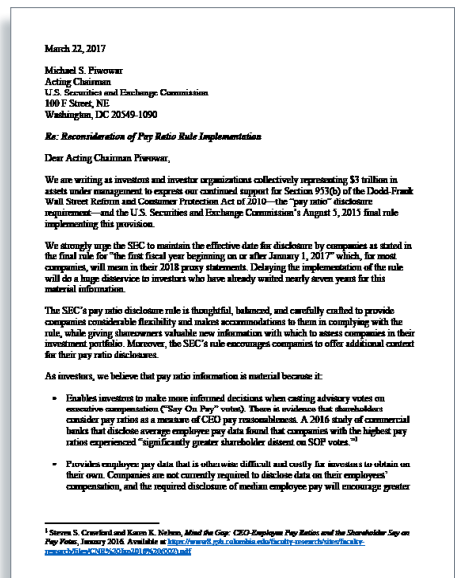 March 22, 2017
Michael S. Piwowar
Acting Chairman
U.S. Securities and Exchange Commission
100 F Street, NE
Washington, DC 20549-1090
Re: Reconsideration of Pay Ratio Rule Implementation
Dear Acting Chairman Piwowar,
We are writing as investors and investor organizations collectively representing $3 trillion in
assets under management to express our continued support for Section 953(b) of the Dodd-Frank
Wall Street Reform and Consumer Protection Act of 2010—the “pay ratio” disclosure
requirement—and the U.S. Securities and Exchange Commission’s August 5, 2015 final rule
implementing this provision.
We strongly urge the SEC to maintain the effective date for disclosure by companies as stated in
the final rule for “the first fiscal year beginning on or after January 1, 2017” which, for most
companies, will mean in their 2018 proxy statements. Delaying the implementation of the rule
will do a huge disservice to investors who have already waited nearly seven years for this
material information.
The SEC’s pay ratio disclosure rule is thoughtful, balanced, and carefully crafted to provide
companies considerable flexibility and makes accommodations to them in complying with the
rule, while giving shareowners valuable new information with which to assess companies in their
investment portfolio. Moreover, the SEC’s rule encourages companies to offer additional context
for their pay ratio disclosures.
As investors, we believe that pay ratio information is material because it:
• Enables investors to make more informed decisions when casting advisory votes on
executive compensation (“Say On Pay” votes). There is evidence that shareholders
consider pay ratios as a measure of CEO pay reasonableness. A 2016 study of commercial
banks that disclose average employee pay data found that companies with the highest pay
ratios experienced “significantly greater shareholder dissent on SOP votes.”1
• Provides employee pay data that is otherwise difficult and costly for investors to obtain on
their own. Companies are not currently required to disclose data on their employees’
compensation, and the required disclosure of median employee pay will encourage greater
1 Steven S. Crawford and Karen K. Nelson, Mind the Gap: CEO-Employee Pay Ratios and the Shareholder Say on
Pay Votes, January 2016. Available at https://www8.gsb.columbia.edu/faculty-research/sites/faculty-
research/files/